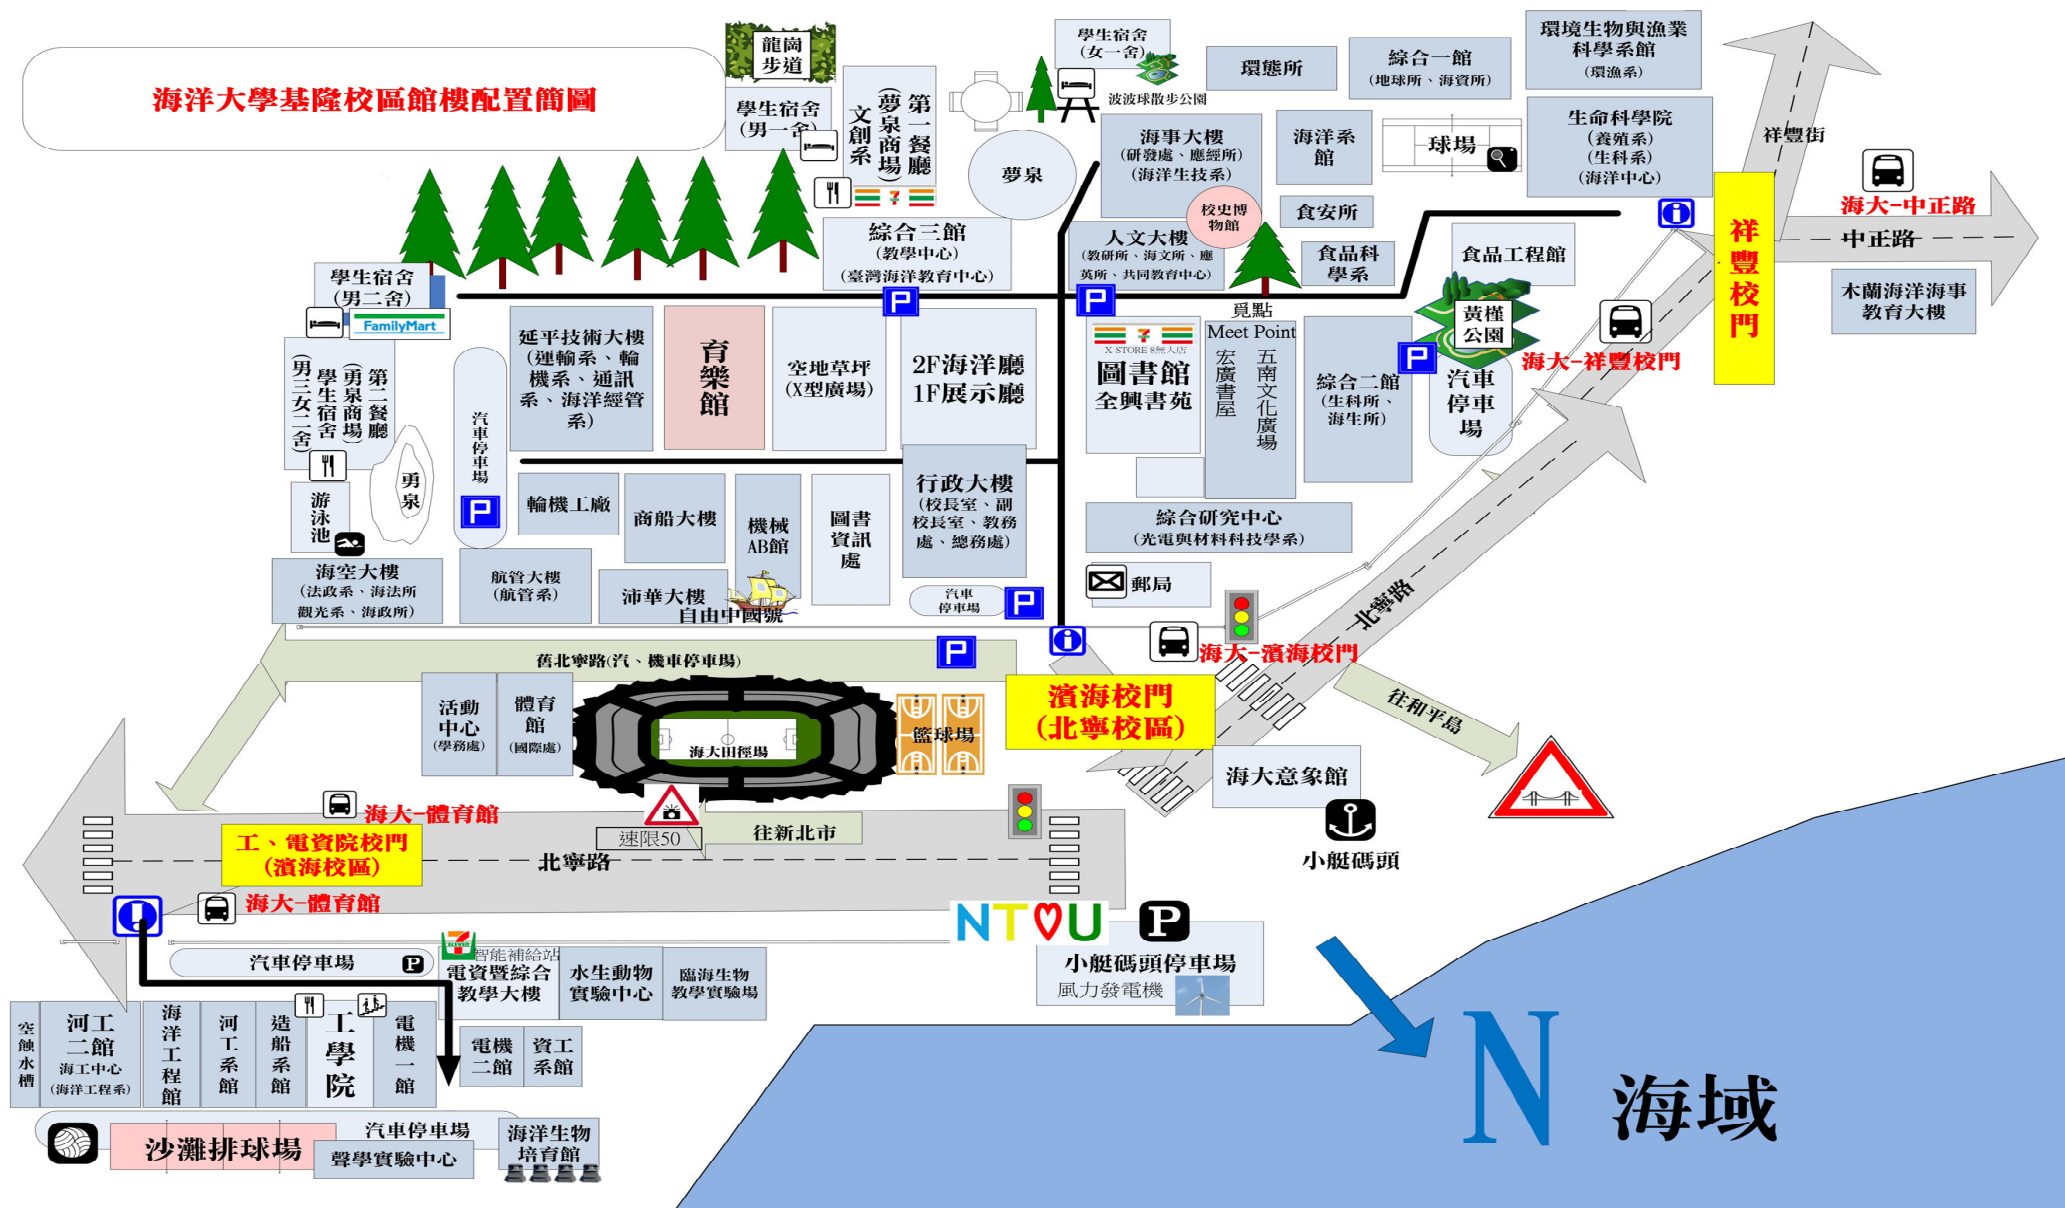 海洋大學基隆校區館樓配置簡圖
龍崗
步道
學生宿舍
(男一舍)
第一餐廳
(夢泉商場)
文創系
7
學生宿舍
(女一舍)
波波球散步公園
夢泉
環態所
綜合一館
(地球所、海資所)
環境生物與漁業
科學系館
(環漁系)
海事大樓
(研發處、應經所)
(海洋生技系)
校史博
物館
海洋系
館
球場
生命科學院
(養殖系)
(生科系)
(海洋中心)
祥豐街
海大-中正路
中正路
木蘭海洋海事
教育大樓
祥豐校門
i
食安所
食品科
學系
食品工程館
人文大樓
(教研所、海文所、應
英所、共同教育中心)
綜合三館
(教學中心)
(臺灣海洋教育中心)
P
P
學生宿舍
(男二舍)
FamilyMart
第二餐廳
(勇泉商場)
學生宿舍
(男三女二舍)
勇泉
游泳池
汽車停車場
P
延平技術大樓
(運輸系、輪
機系、通訊
系、海洋經管
系)
育樂館
空地草坪
(X型廣場)
2F海洋廳
1F展示廳
7
X-STORE 8無人店
圖書館
全興書苑
覓點
Meet Point
宏廣書屋
五南文化廣場
綜合二館
(生科所、
海生所)
P
黃槿
公園
汽車
停車
場
海大-祥豐校門
輪機工廠
商船大樓
機械
AB館
圖書
資訊
處
行政大樓
(校長室、副
校長室、教務
處、總務處)
汽車
停車場
P
綜合研究中心
(光電與材料科技學系)
郵局
海空大樓
(法政系、海法所
觀光系、海政所)
航管大樓
(航管系)
沛華大樓
自由中國號
i
海大-濱海校門
北寧路
舊北寧路(汽、機車停車場)
P
活動
中心
(學務處)
體育
館
(國際處)
海大田徑場
籃球場
濱海校門
(北寧校區)
往和平島
海大意象館
小艇碼頭
海大-體育館
速限50
往新北市
工、電資院校門
(濱海校區)
北寧路
海大-體育館
NTOU
P
小艇碼頭停車場
風力發電機
汽車停車場
P
智能補給站
電資暨綜合
教學大樓
水生動物
實驗中心
臨海生物
教學實驗場
空蝕水槽
河工
二館
海工中心
(海洋工程系)
海洋工程館
河工系館
造船系館
工學院
電機一館
電機
二館
資工
系館
沙灘排球場
汽車停車場
聲學實驗中心
海洋生物
培育館
N
海域